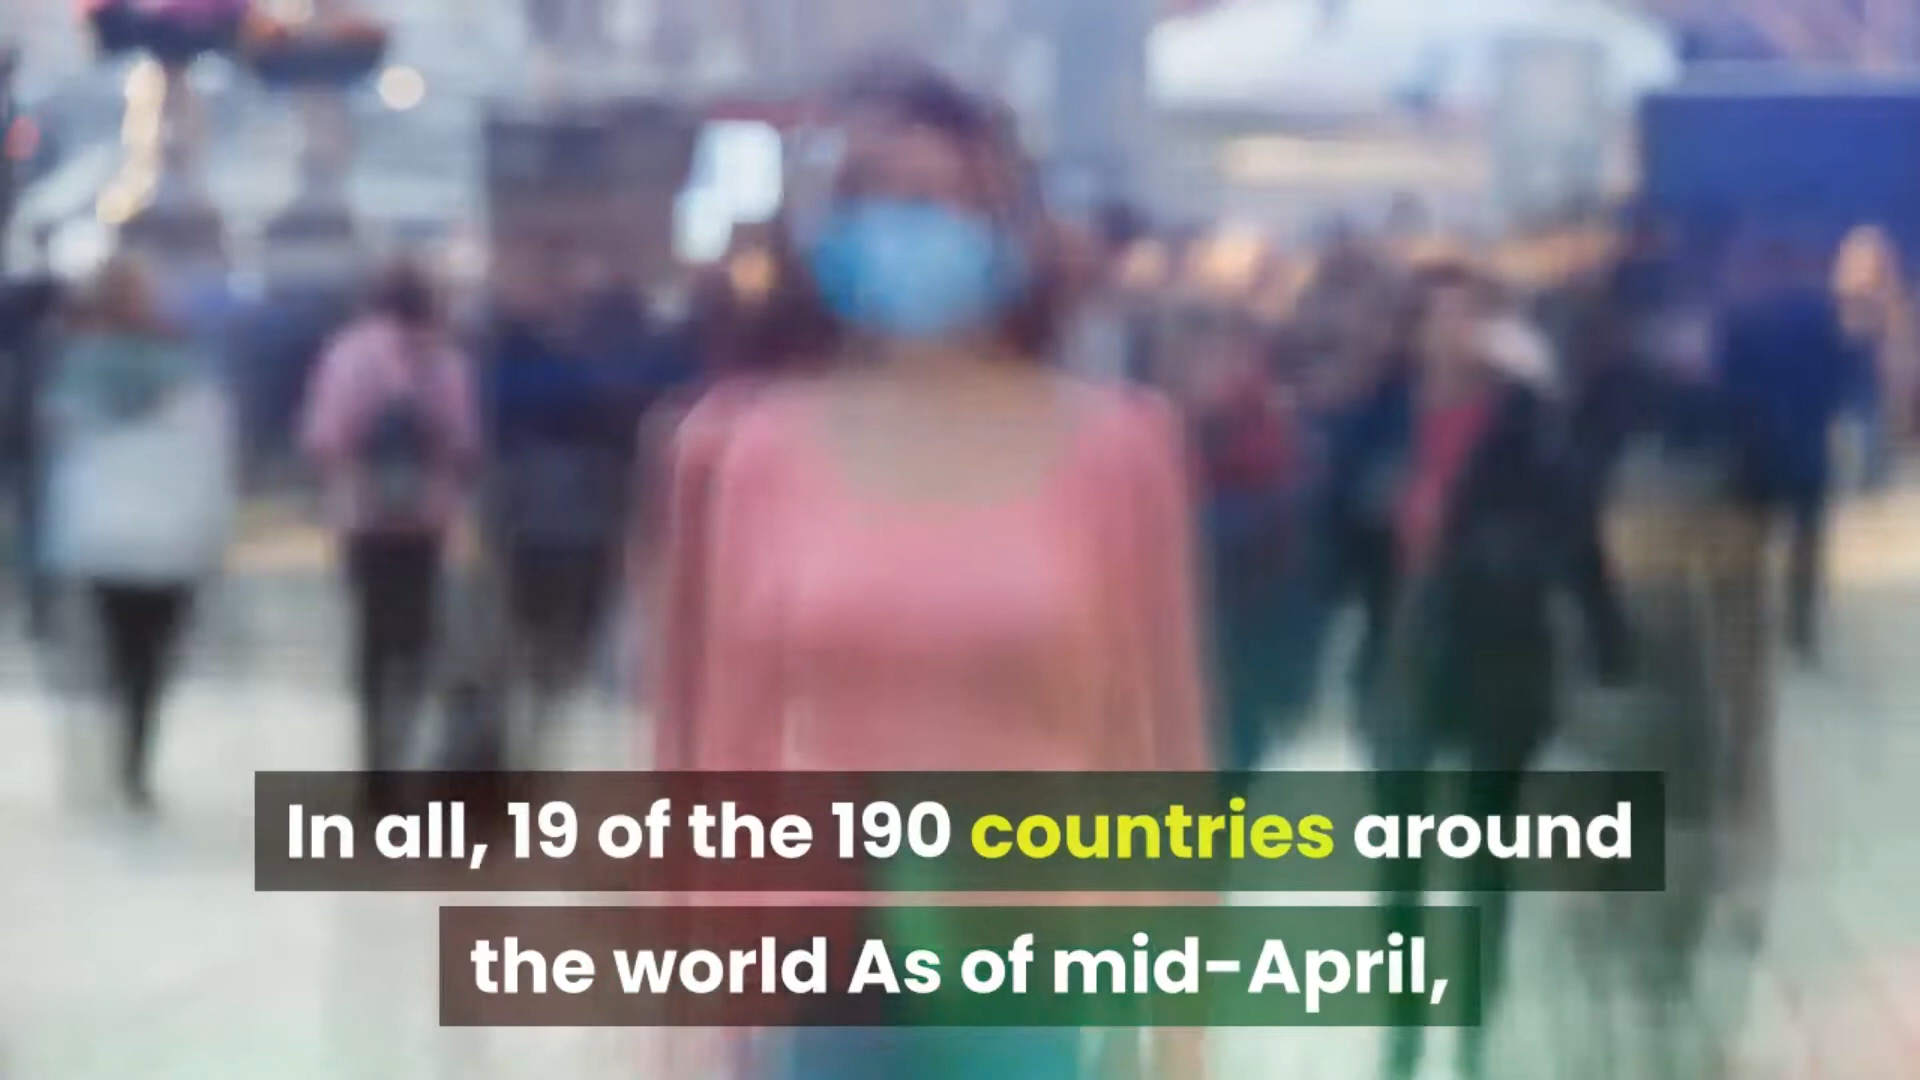 In all, 19 of the 190 countries around
the world As of mid-April,